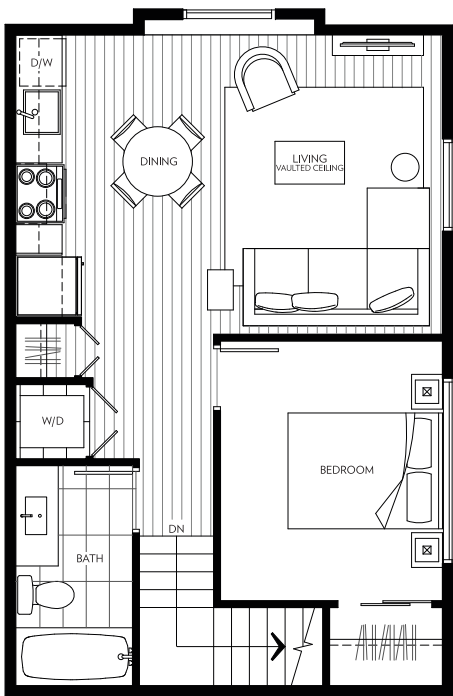 D/W
DINING
LIVING
VAULTED CEILING
W/D
BEDROOM
DN
BATH